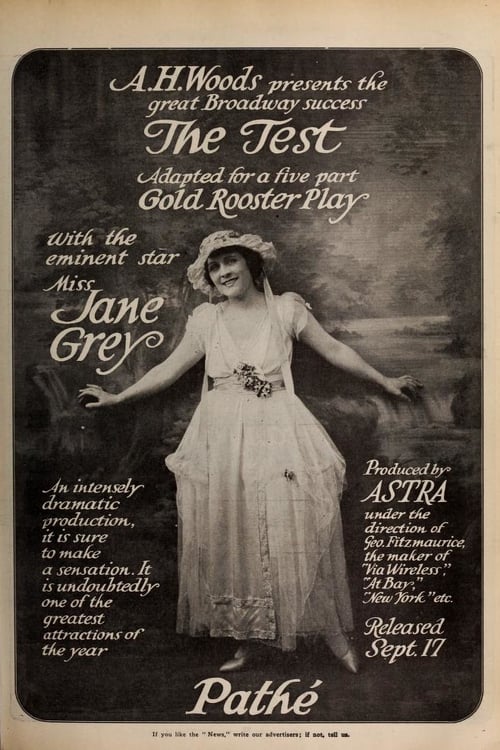 A.H.Woods presents the
great Broadway success
The Test
Adapted for a five part
Gold Rooster Play
With the
eminent star
Miss
Jane
Grey
An intensely
dramatic
production,
it is sure
to make
a sensation. It
is undoubtedly
one of the
greatest
attractions of
the year
Produced by
ASTRA
under the
direction of
Geo. Fitzmaurice,
the maker of
"Via Wireless",
"At Bay,"
"New York" etc.
Released
Sept. 17
Pathé
If you like the "News," write our advertisers; if not, tell us.